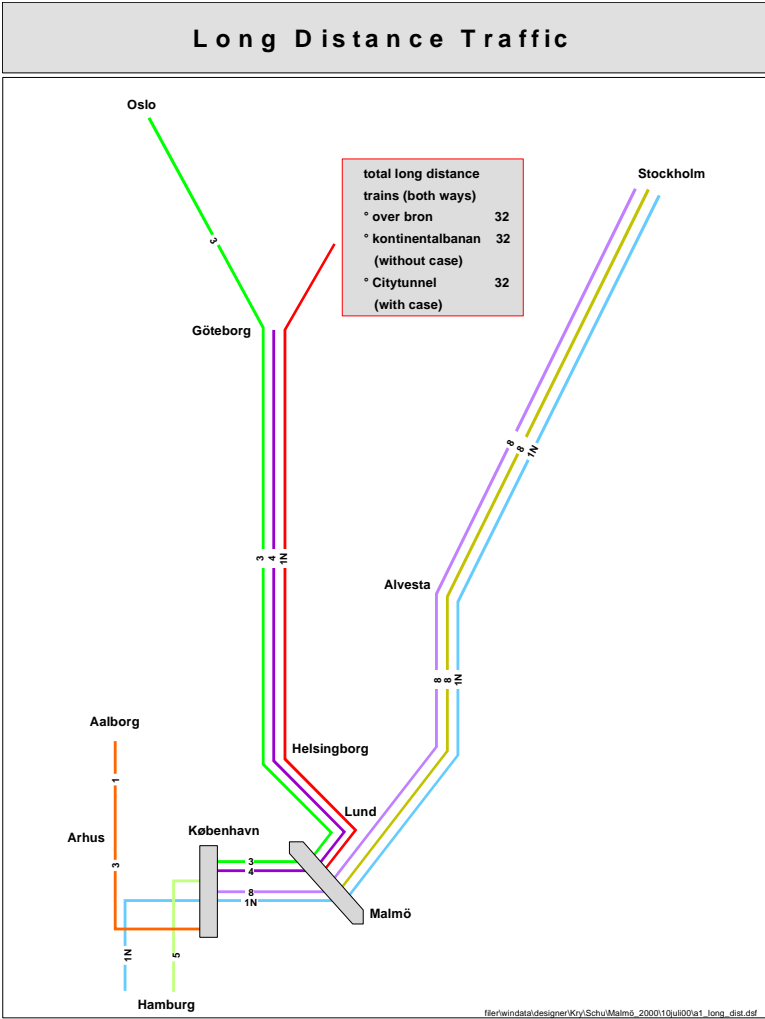 Long Distance Traffic
Oslo
total long distance
trains (both ways)
° over bron 32
° kontinentalbanan 32
(without case)
° Citytunnel 32
(with case)
Stockholm
3
Göteborg
8
8
1N
3
4
1N
Alvesta
8
8
1N
Aalborg
Helsingborg
1
Lund
København
Arhus
3
3
4
8
1N
Malmö
1N
5
Hamburg
filer\windata\designer\Kry\Schu\Malmö_2000\10juli00\a1_long_dist.dsf